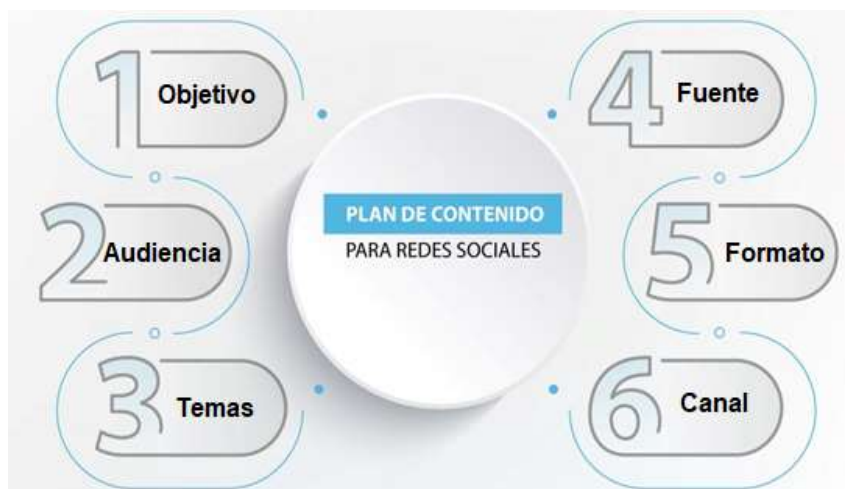 1 Objetivo
2 Audiencia
3 Temas
PLAN DE CONTENIDO
PARA REDES SOCIALES
4 Fuente
5 Formato
6 Canal